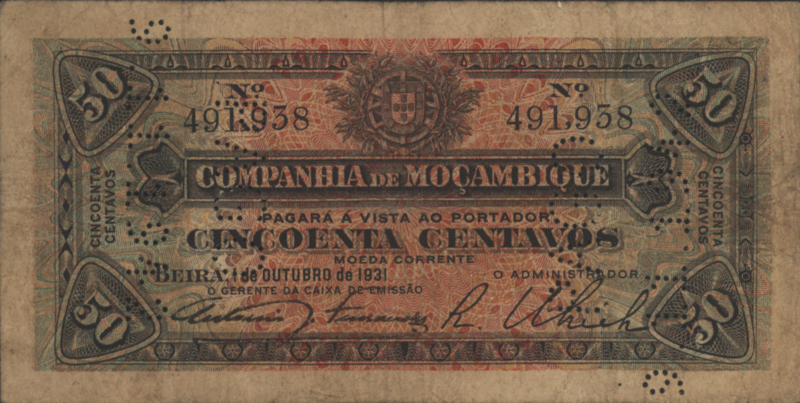 50
50
Nº
491,938
Nº
491,938
COMPANHIA DE MOÇAMBIQUE
CINCOENTA
CENTAVOS
CINCOENTA
CENTAVOS
PAGARÁ Á VISTA AO PORTADOR
CINCOENTA CENTAVOS
MOEDA CORRENTE
BEIRA, 1 de OUTUBRO de 1931
O ADMINISTRADOR
O GERENTE DA CAIXA DE EMISSÃO
50
50